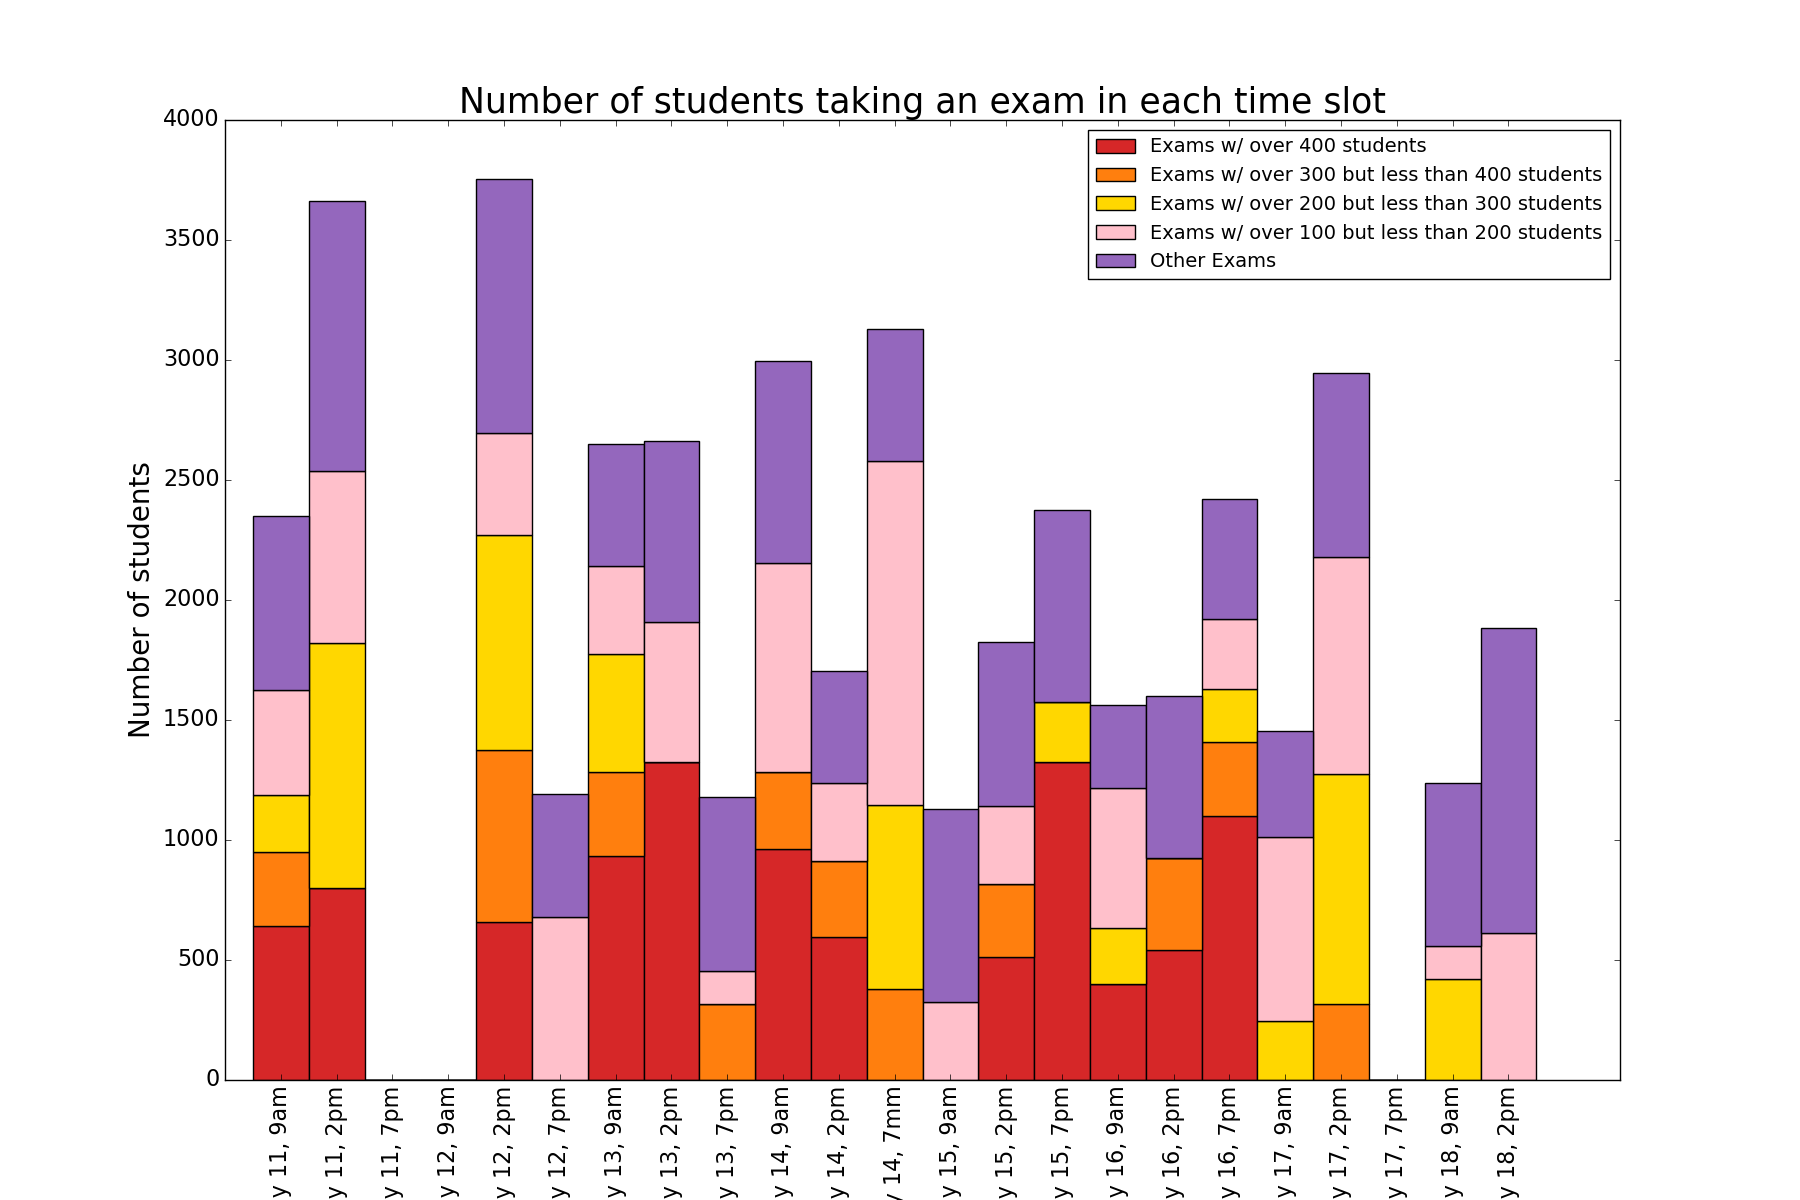 Number of students taking an exam in each time slot
Exams w/ over 400 students
Exams w/ over 300 but less than 400 students
Exams w/ over 200 but less than 300 students
Exams w/ over 100 but less than 200 students
Other Exams
Number of students
4000
3500
3000
2500
2000
1500
1000
500
0
y 11, 9am
y 11, 2pm
y 11, 7pm
y 12, 9am
y 12, 2pm
y 12, 7pm
y 13, 9am
y 13, 2pm
y 13, 7pm
y 14, 9am
y 14, 2pm
y 14, 7mm
y 15, 9am
y 15, 2pm
y 15, 7pm
y 16, 9am
y 16, 2pm
y 16, 7pm
y 17, 9am
y 17, 2pm
y 17, 7pm
y 18, 9am
y 18, 2pm